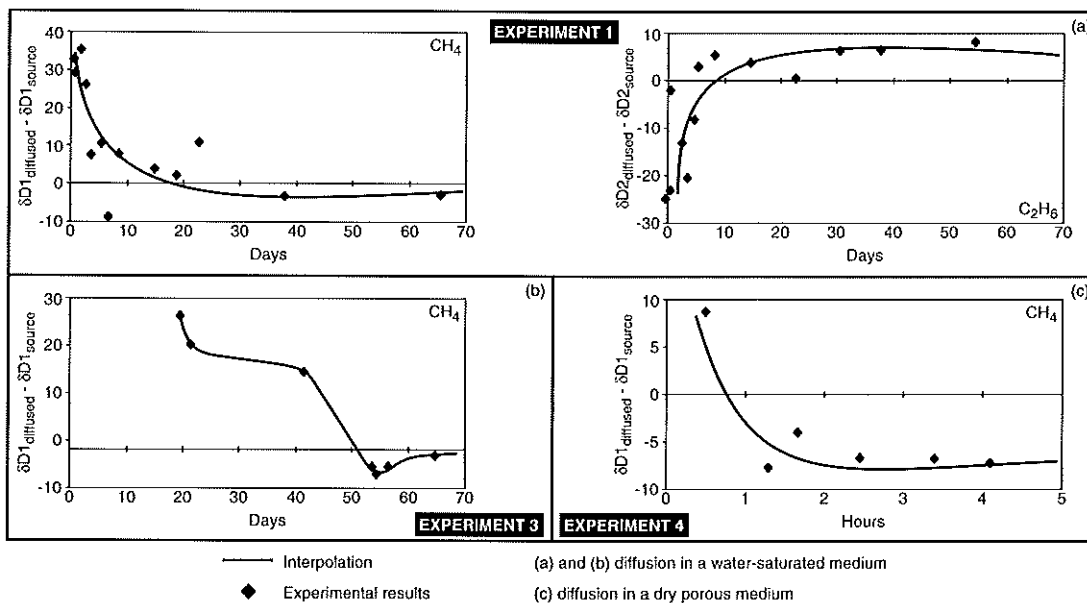 EXPERIMENT 1
(a)
CH4
δD1diffused - δD1source
40
30
20
10
0
-10
0 10 20 30 40 50 60 70
Days
C2H6
δD2diffused - δD2source
10
0
-10
-20
-30
0 10 20 30 40 50 60 70
Days
(b)
CH4
δD1diffused - δD1source
30
20
10
0
-10
0 20 30 40 50 60 70
Days
EXPERIMENT 3
(c)
CH4
δD1diffused - δD1source
10
5
0
-5
-10
0 1 2 3 4 5
Hours
EXPERIMENT 4
Interpolation
Experimental results
(a) and (b) diffusion in a water-saturated medium
(c) diffusion in a dry porous medium